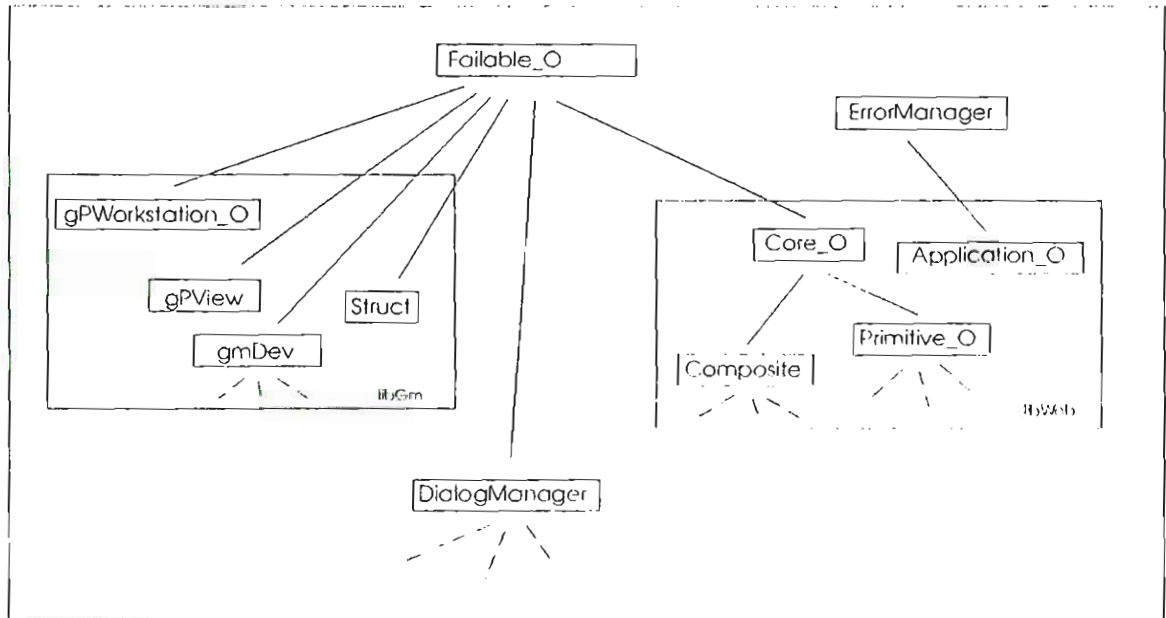 Failable_O
ErrorManager
gPWorkstation_O
Core_O
Application_O
gPView
Struct
gmDev
Primitive_O
Composite
libGm
libWeb
DialogManager